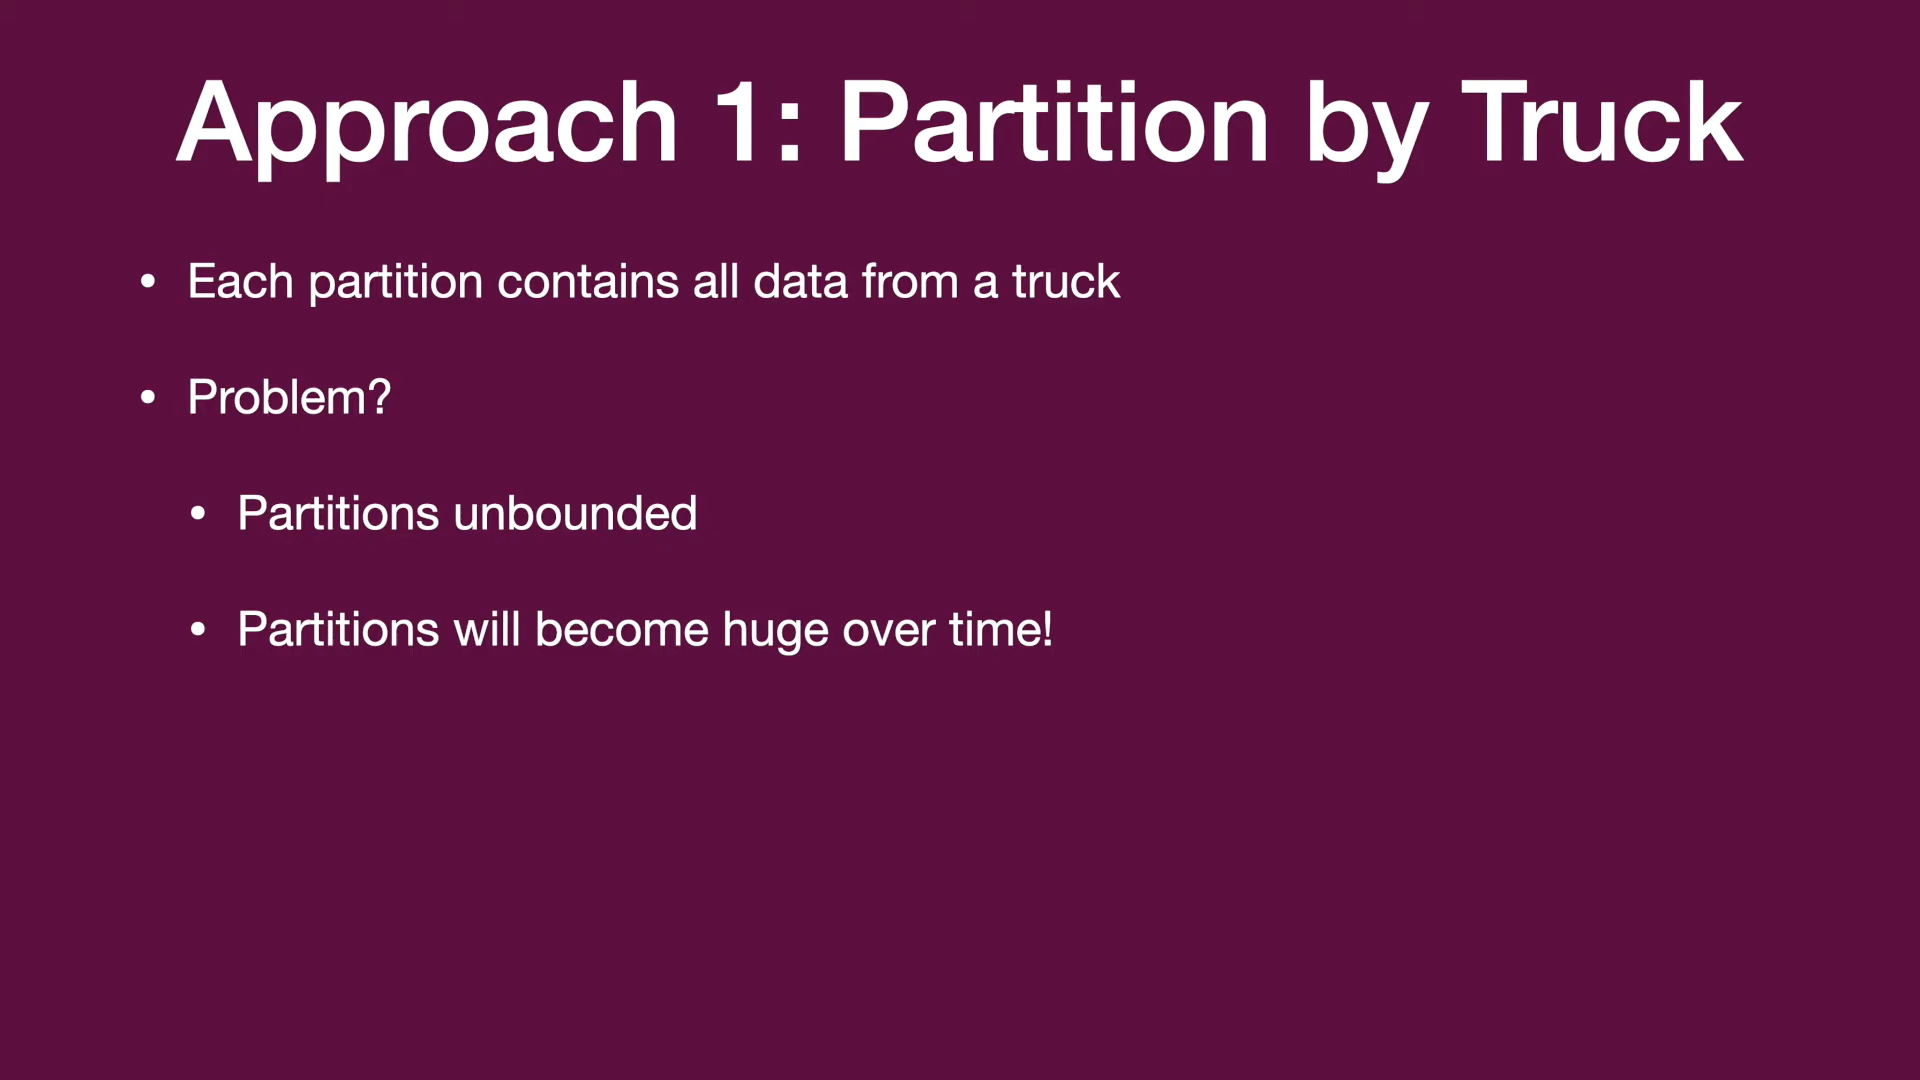 Approach 1: Partition by Truck
• Each partition contains all data from a truck
• Problem?
• Partitions unbounded
• Partitions will become huge over time!